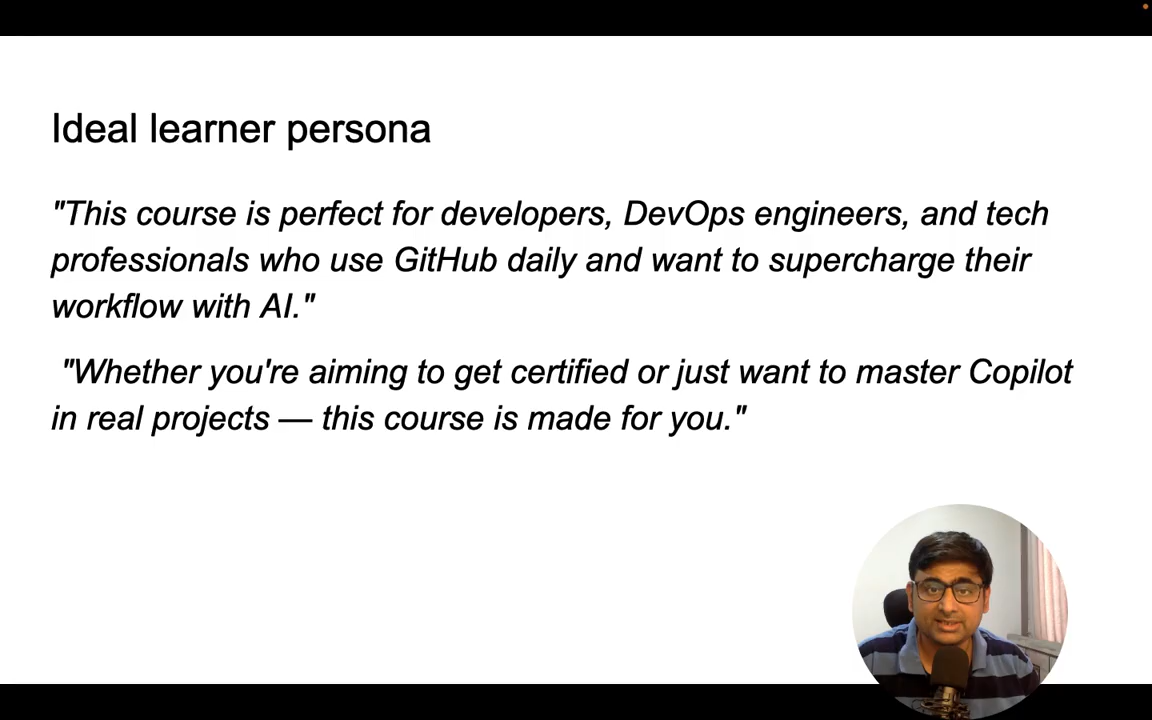 Ideal learner persona
"This course is perfect for developers, DevOps engineers, and tech
professionals who use GitHub daily and want to supercharge their
workflow with AI."
"Whether you're aiming to get certified or just want to master Copilot
in real projects — this course is made for you."